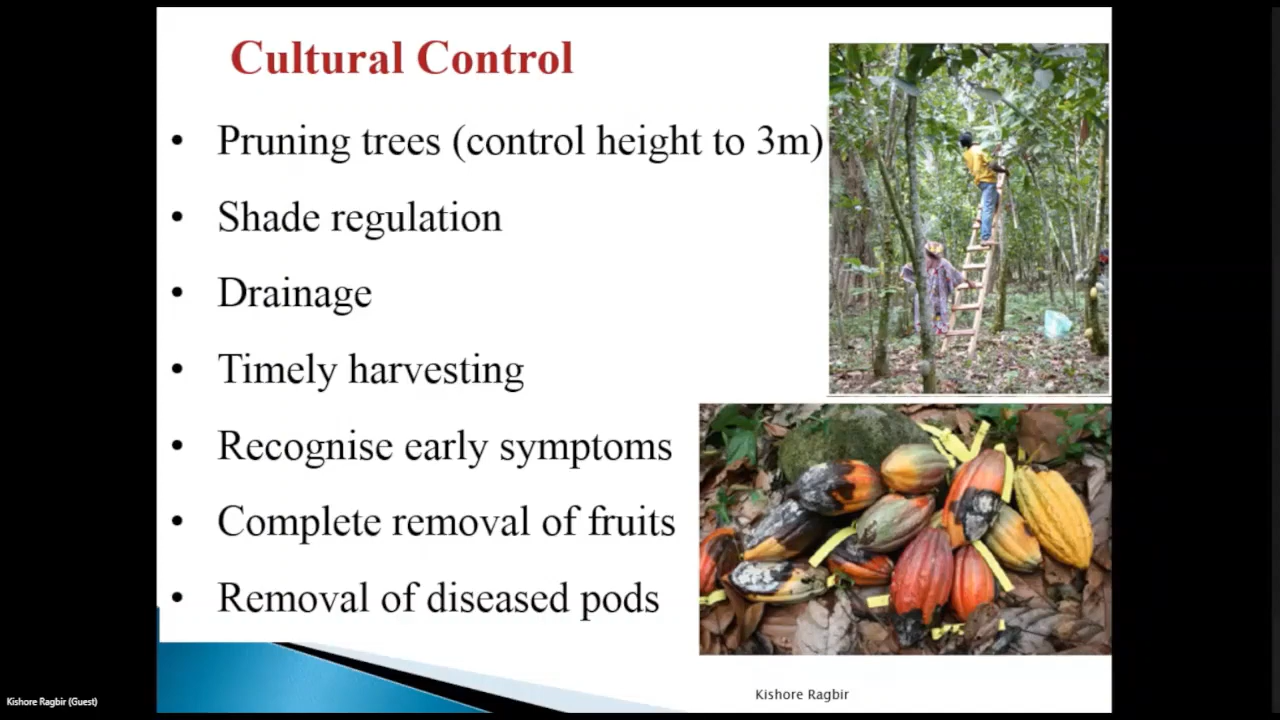 Cultural Control
• Pruning trees (control height to 3m)
• Shade regulation
• Drainage
• Timely harvesting
• Recognise early symptoms
• Complete removal of fruits
• Removal of diseased pods
Kishore Ragbir
Kishore Ragbir (Guest)